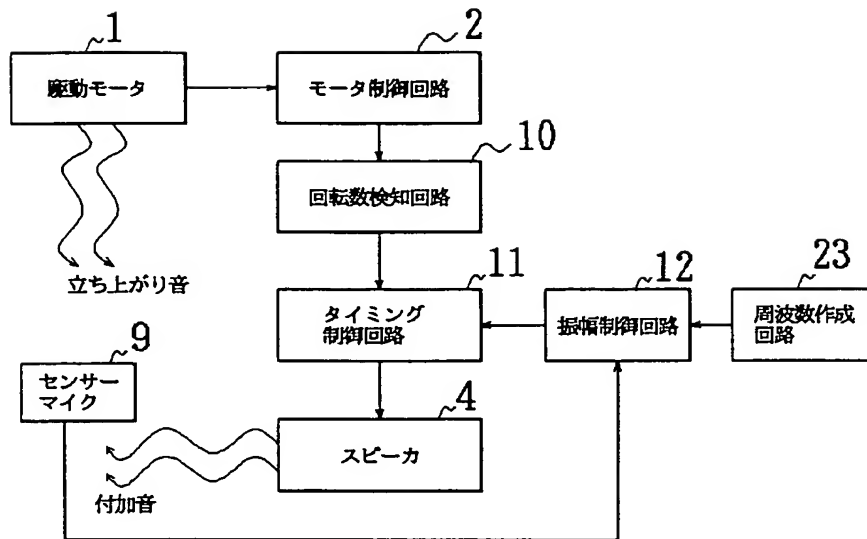 1
駆動モータ
2
モータ制御回路
10
回転数検知回路
立ち上がり音
11
タイミング
制御回路
12
振幅制御回路
23
周波数作成
回路
9
センサー
マイク
4
スピーカ
付加音